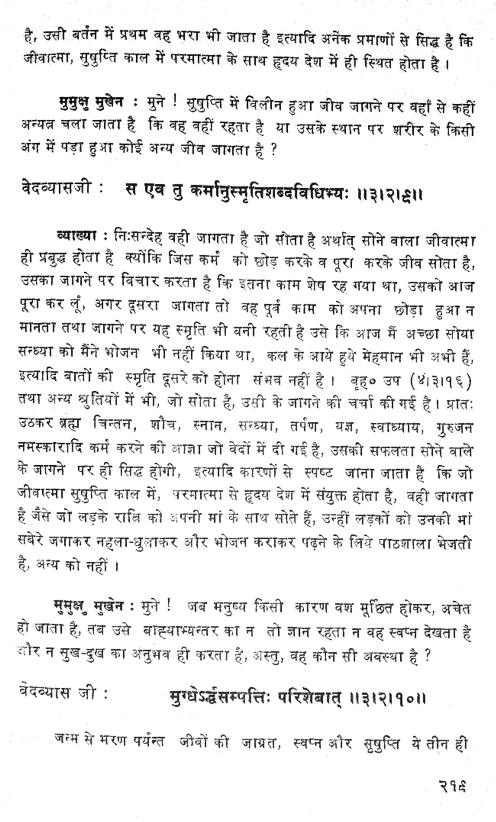 है, उसी बर्तन में प्रथम वह भरा भी जाता है इत्यादि अनेक प्रमाणों से सिद्ध है कि
जीवात्मा, सुषुप्ति काल में परमात्मा के साथ हृदय देश में ही स्थित होता है ।
मुमुक्षु मुखेन : मुने ! सुषुप्ति में विलीन हुआ जीव जागने पर वहाँ से कहीं
अन्यत्र चला जाता है कि वह वहीं रहता है या उसके स्थान पर शरीर के किसी
अंग में पड़ा हुआ कोई अन्य जीव जागता है ?
वेदव्यासजी : स एव तु कर्मानुस्मृतिशब्दविधिभ्यः ॥३।२।९॥
व्याख्या : निःसन्देह वही जागता है जो सोता है अर्थात् सोने वाला जीवात्मा
ही प्रबुद्ध होता है क्योंकि जिस कर्म को छोड़ करके व पूरा करके जीव सोता है,
उसका जागने पर विचार करता है कि इतना काम शेष रह गया था, उसको आज
पूरा कर लूं, अगर दूसरा जागता तो वह पूर्व काम को अपना छोड़ा हुआ न
मानता तथा जागने पर यह स्मृति भी बनी रहती है उसे कि आज मैं अच्छा सोया
सन्ध्या को मैंने भोजन भी नहीं किया था, कल के आये हुये मेहमान भी अभी हैं,
इत्यादि बातों की स्मृति दूसरे को होना संभव नहीं है । बृह० उप (४।३।१६)
तथा अन्य श्रुतियों में भी, जो सोता है, उसी के जागने की चर्चा की गई है । प्रातः
उठकर ब्रह्म चिन्तन, शौच, स्नान, सन्ध्या, तर्पण, यज्ञ, स्वाध्याय, गुरुजन
नमस्कारादि कर्म करने की आज्ञा जो वेदों में दी गई है, उसकी सफलता सोने वाले
के जागने पर ही सिद्ध होगी, इत्यादि कारणों से स्पष्ट जाना जाता है कि जो
जीवात्मा सुषुप्ति काल में, परमात्मा से हृदय देश में संयुक्त होता है, वही जागता
है जैसे जो लड़के रात्रि को अपनी मां के साथ सोते हैं, उन्हीं लड़कों को उनकी मां
सबेरे जगाकर नहला-धुलाकर और भोजन कराकर पढ़ने के लिये पाठशाला भेजती
है, अन्य को नहीं ।
मुमुक्षु मुखेन : मुने ! जब मनुष्य किसी कारण वश मूर्छित होकर, अचेत
हो जाता है, तब उसे बाह्याभ्यन्तर का न तो ज्ञान रहता न वह स्वप्न देखता है
और न सुख-दुख का अनुभव ही करता है, अस्तु, वह कौन सी अवस्था है ?
वेदव्यास जी : मुग्धेऽर्द्धसम्पत्तिः परिशेषात् ॥३।२।१०॥
जन्म से मरण पर्यन्त जीवों की जाग्रत, स्वप्न और सुषुप्ति ये तीन ही
२१९